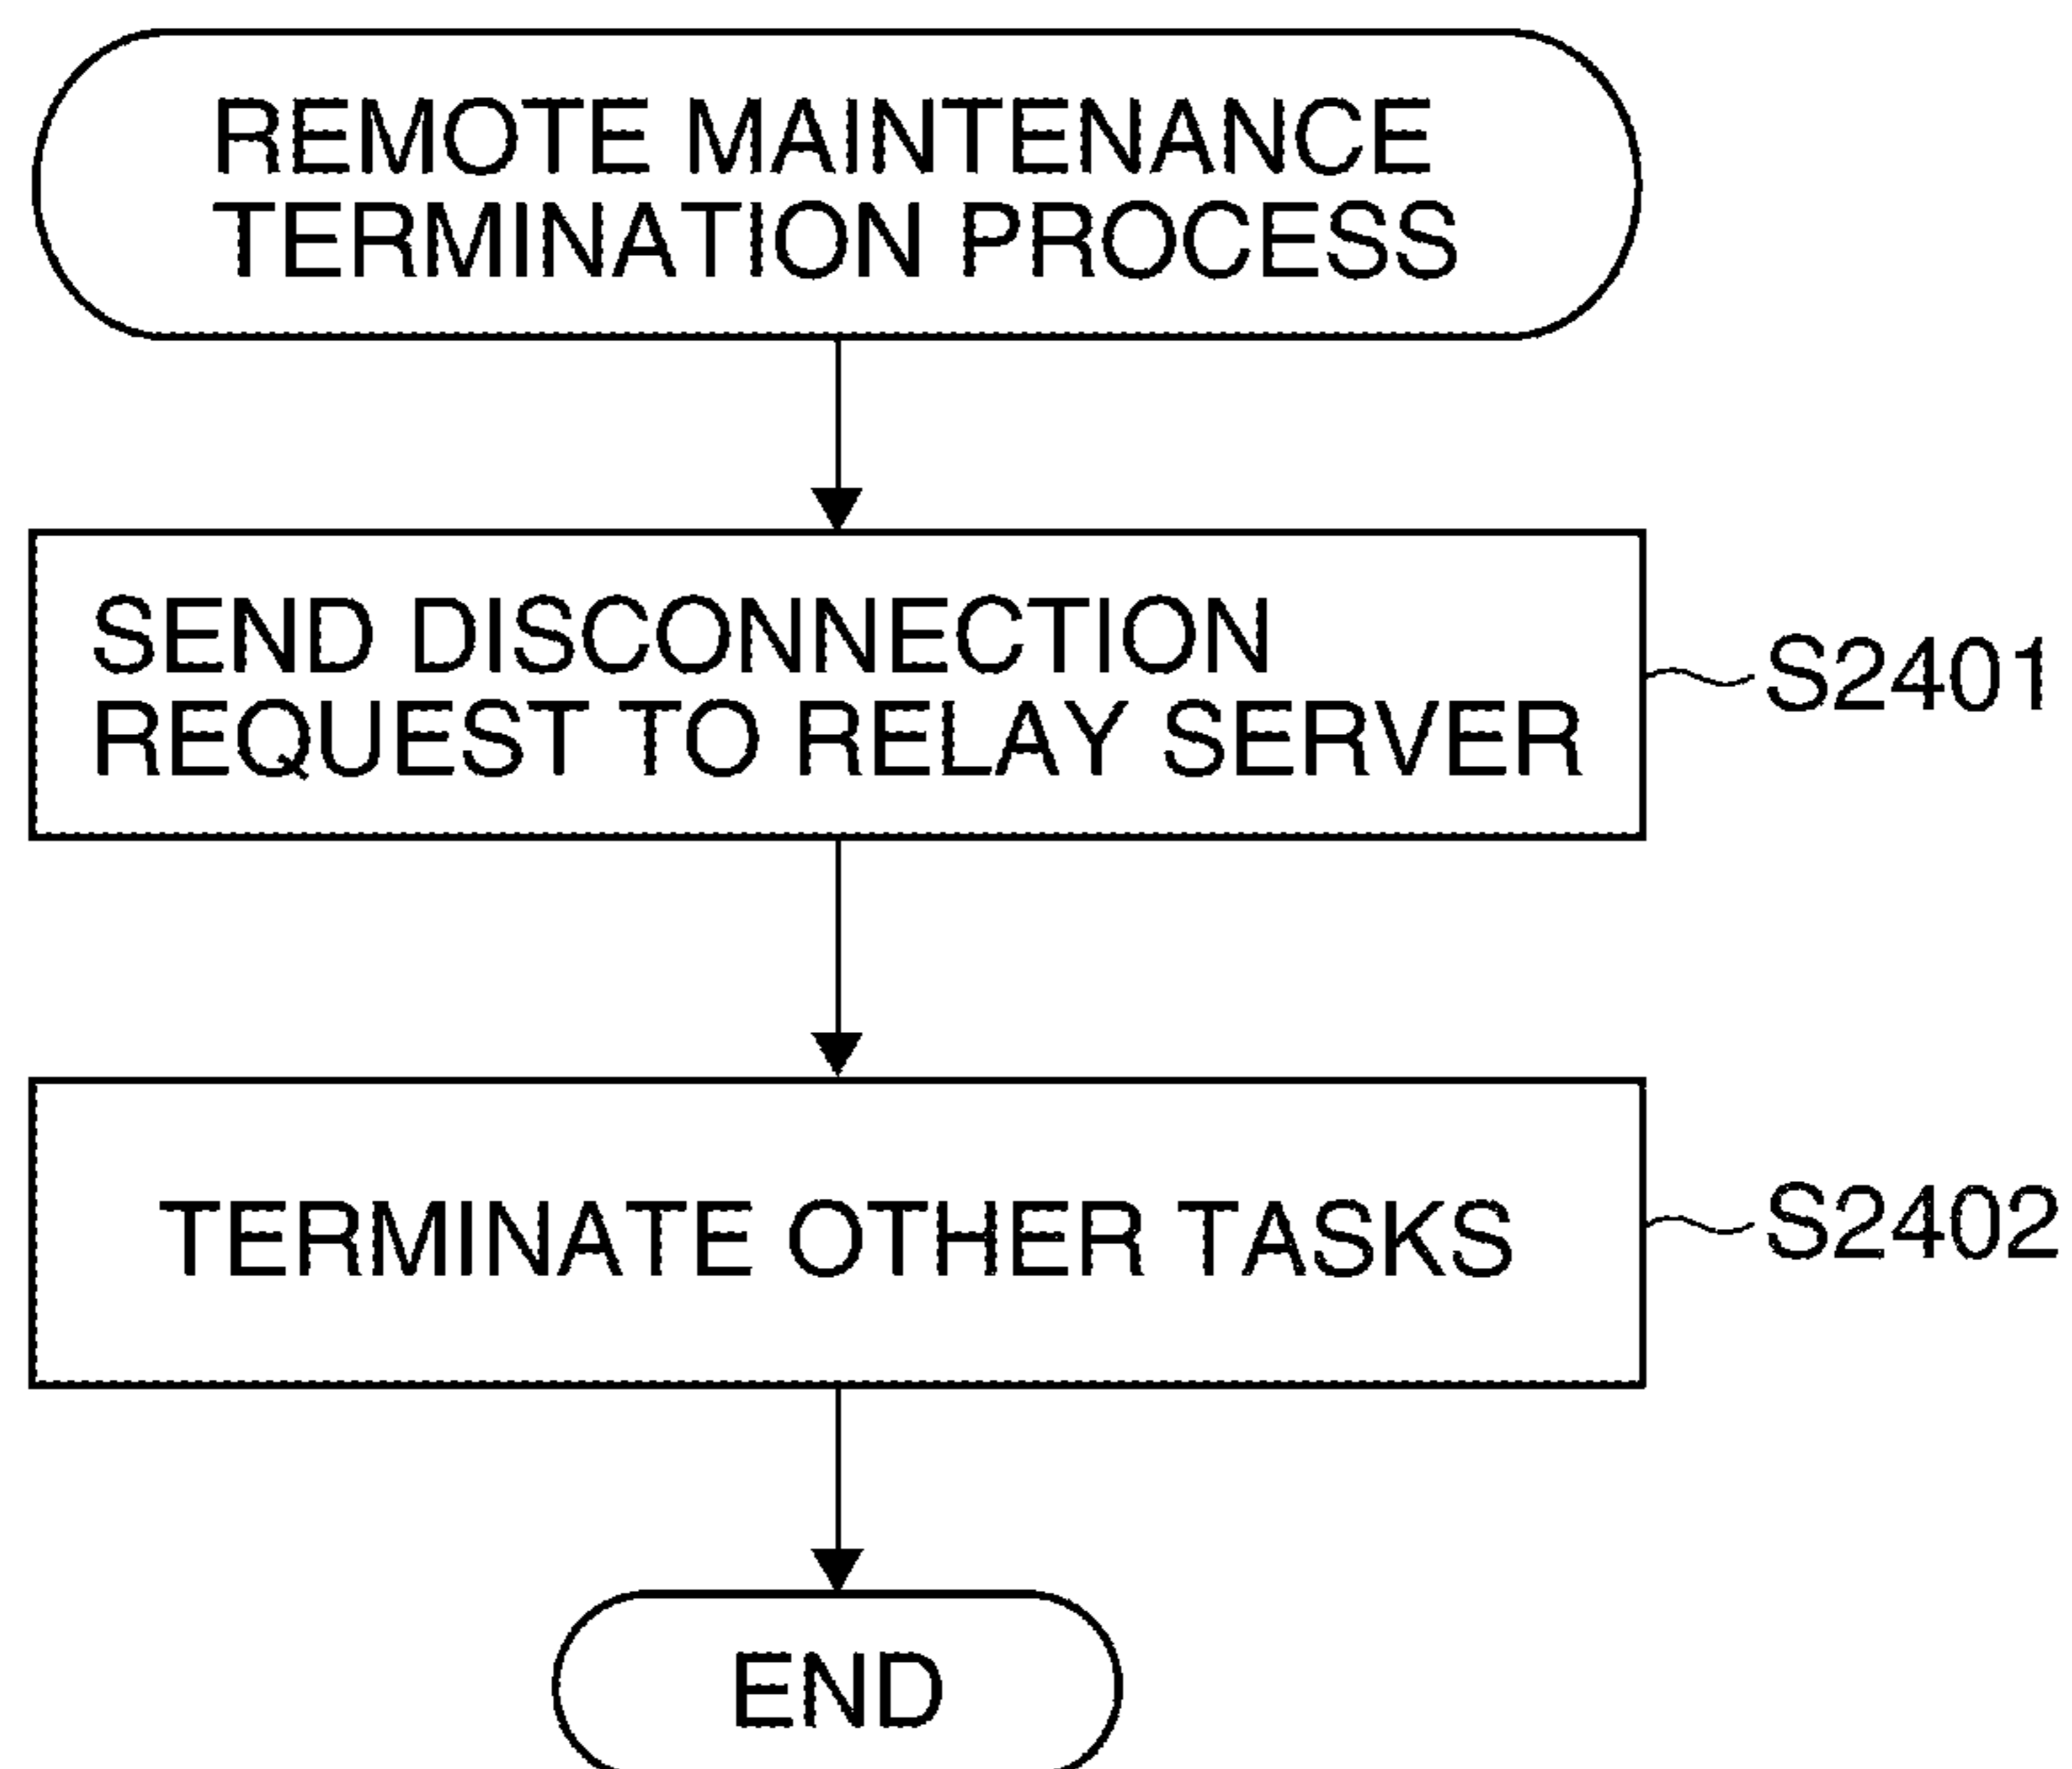 REMOTE MAINTENANCE
TERMINATION PROCESS
SEND DISCONNECTION
REQUEST TO RELAY SERVER
S2401
TERMINATE OTHER TASKS
S2402
END